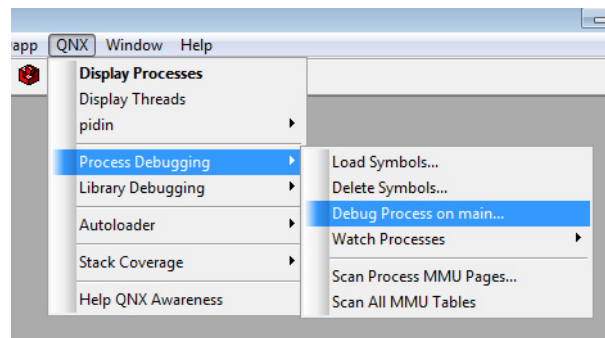 app QNX Window Help
Display Processes
Display Threads
pidin
Process Debugging
Library Debugging
Autoloader
Stack Coverage
Help QNX Awareness
Load Symbols...
Delete Symbols...
Debug Process on main...
Watch Processes
Scan Process MMU Pages...
Scan All MMU Tables